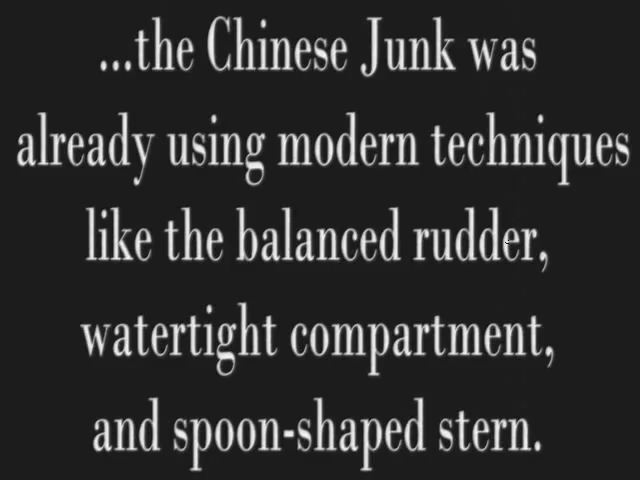 ...the Chinese Junk was
already using modern techniques
like the balanced rudder,
watertight compartment,
and spoon-shaped stern.